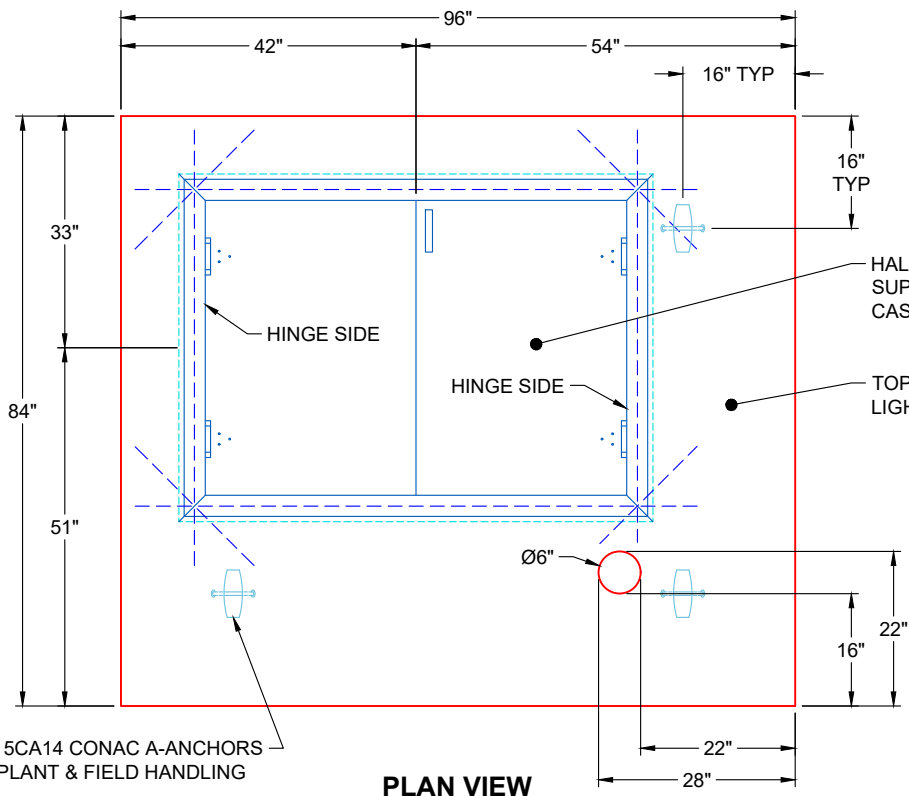 96"
42"
54"
16" TYP
16"
TYP
33"
HAL
SUP
CAS
HINGE SIDE
HINGE SIDE
TOP
LIGH
84"
51"
Ø6"
22"
16"
5CA14 CONAC A-ANCHORS
PLANT & FIELD HANDLING
22"
28"
PLAN VIEW